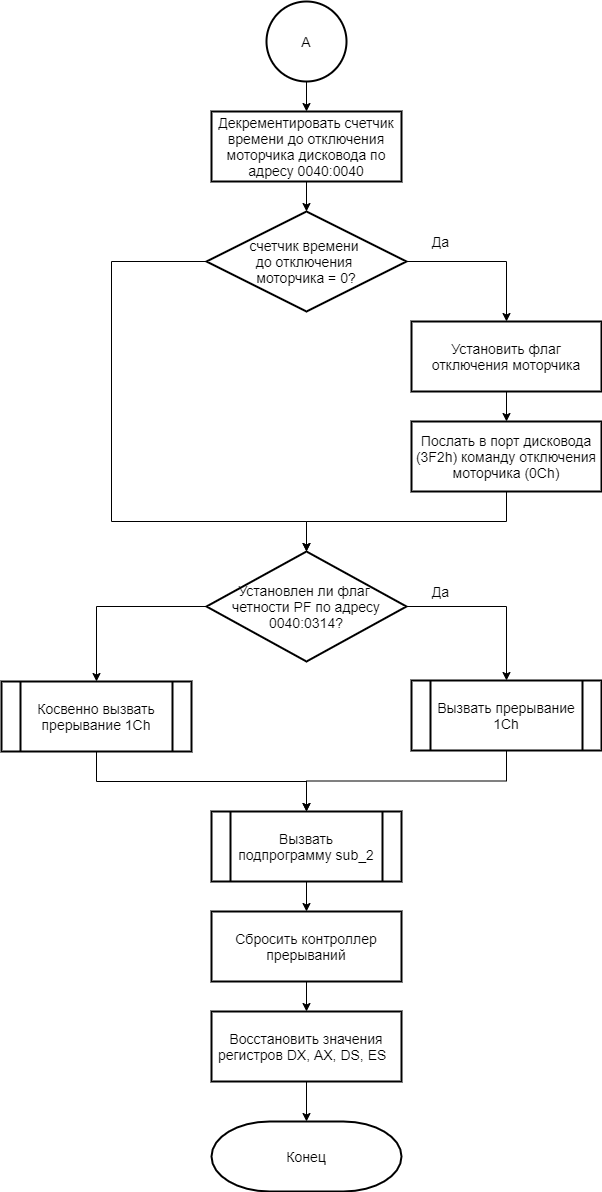 A
Декрементировать счетчик
времени до отключения
моторчика дисковода по
адресу 0040:0040
счетчик времени
до отключения
моторчика = 0?
Да
Установить флаг
отключения моторчика
Послать в порт дисковода
(3F2h) команду отключения
моторчика (0Ch)
Установлен ли флаг
четности PF по адресу
0040:0314?
Да
Косвенно вызвать
прерывание 1Ch
Вызвать прерывание
1Ch
Вызвать
подпрограмму sub_2
Сбросить контроллер
прерываний
Восстановить значения
регистров DX, AX, DS, ES
Конец